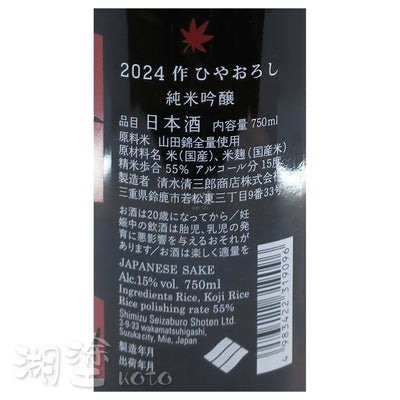 2024 作 ひやおろし
純米吟醸
品目 日本酒 内容量 750ml
原料米 山田錦全量使用
原材料名 米(国産)、米麹(国産米)
精米歩合 55% アルコール分 15度
製造者 清水清三郎商店株式会社
三重県鈴鹿市若松東三丁目9番33号
お酒は20歳になってから/妊
娠中の飲酒は胎児、乳児の発
育に悪影響を与えるおそれが
あります/お酒は楽しく適量を
JAPANESE SAKE
Alc.15% vol. 750ml
Ingredients Rice, Koji Rice
Rice polishing rate 55%
Shimizu Seizaburo Shoten Ltd.
3-9-33 wakamatsuhigashi,
Suzuka city, Mie, Japan
製造年月
出荷年月
4 983422 319096
湖塗 KOTO